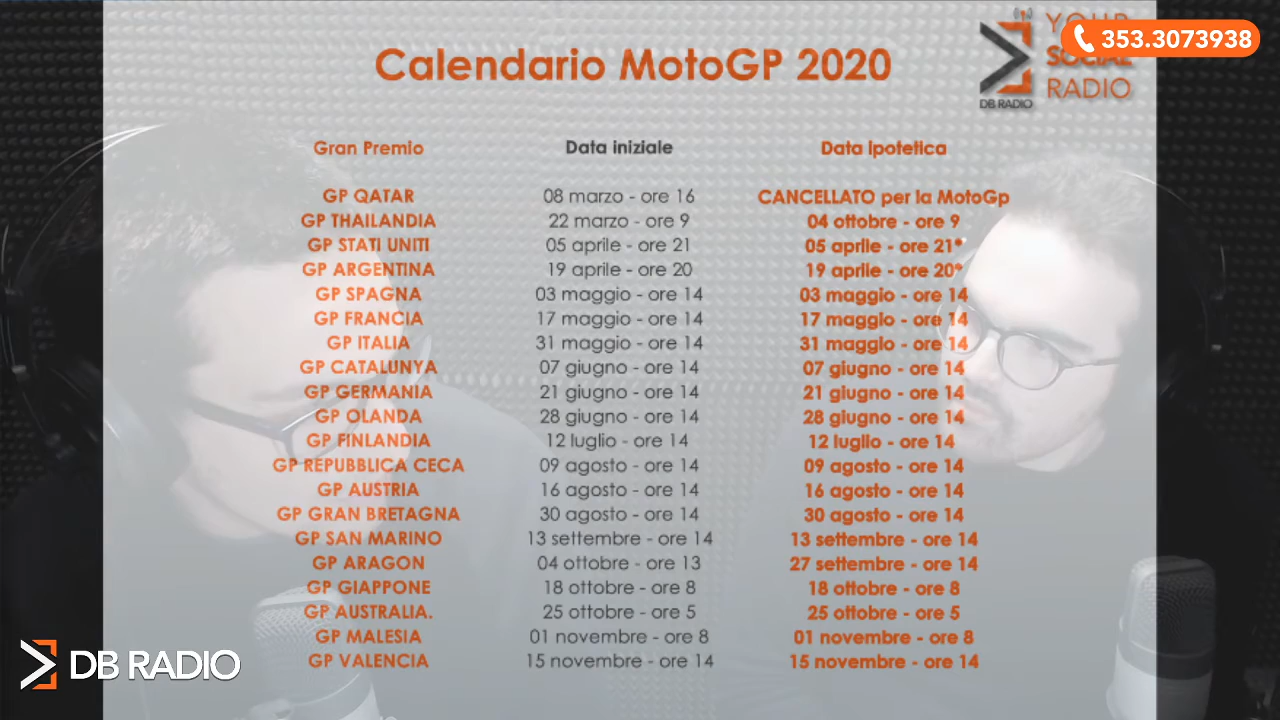 YOUR
353.3073938
SOCIAL
RADIO
DB RADIO
Calendario MotoGP 2020
Gran Premio Data iniziale Data Ipotetica
GP QATAR 08 marzo - ore 16 CANCELLATO per la MotoGp
GP THAILANDIA 22 marzo - ore 9 04 ottobre - ore 9
GP STATI UNITI 05 aprile - ore 21 05 aprile - ore 21*
GP ARGENTINA 19 aprile - ore 20 19 aprile - ore 20*
GP SPAGNA 03 maggio - ore 14 03 maggio - ore 14
GP FRANCIA 17 maggio - ore 14 17 maggio - ore 14
GP ITALIA 31 maggio - ore 14 31 maggio - ore 14
GP CATALUNYA 07 giugno - ore 14 07 giugno - ore 14
GP GERMANIA 21 giugno - ore 14 21 giugno - ore 14
GP OLANDA 28 giugno - ore 14 28 giugno - ore 14
GP FINLANDIA 12 luglio - ore 14 12 luglio - ore 14
GP REPUBBLICA CECA 09 agosto - ore 14 09 agosto - ore 14
GP AUSTRIA 16 agosto - ore 14 16 agosto - ore 14
GP GRAN BRETAGNA 30 agosto - ore 14 30 agosto - ore 14
GP SAN MARINO 13 settembre - ore 14 13 settembre - ore 14
GP ARAGON 04 ottobre - ore 13 27 settembre - ore 14
GP GIAPPONE 18 ottobre - ore 8 18 ottobre - ore 8
GP AUSTRALIA. 25 ottobre - ore 5 25 ottobre - ore 5
GP MALESIA 01 novembre - ore 8 01 novembre - ore 8
GP VALENCIA 15 novembre - ore 14 15 novembre - ore 14
DB RADIO